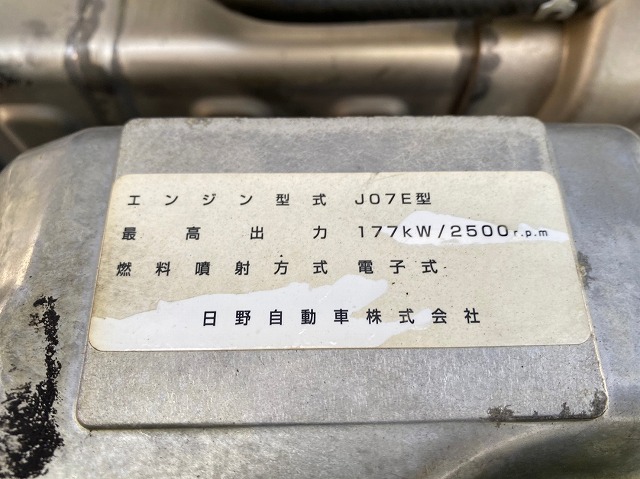 エンジン型式 J07E型
最高出力 177kW/2500r.p.m
燃料噴射方式 電子式
日野自動車株式会社